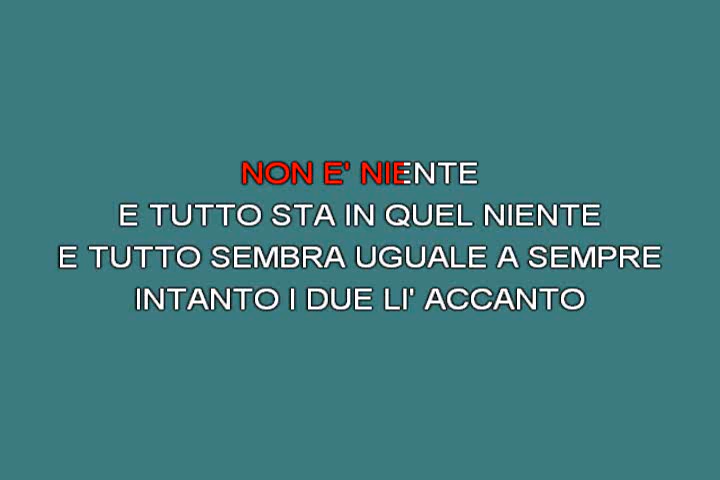 NON E' NIENTE
E TUTTO STA IN QUEL NIENTE
E TUTTO SEMBRA UGUALE A SEMPRE
INTANTO I DUE LI' ACCANTO